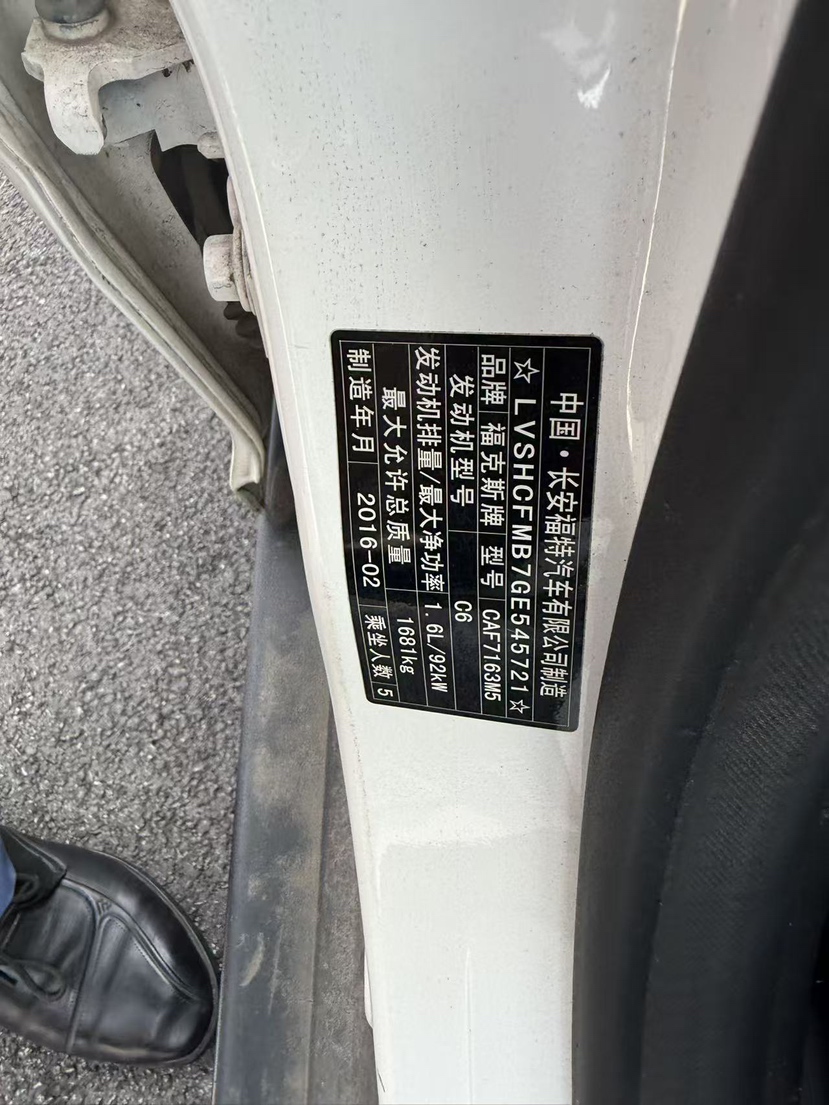 中国·长安福特汽车有限公司制造
☆LVSHCFMB7GE545721☆
品牌 福克斯牌 型号 CAF7163M5
发动机型号 C6
发动机排量/最大净功率 1.6L/92kW
最大允许总质量 1681kg
制造年月 2016-02 乘坐人数 5